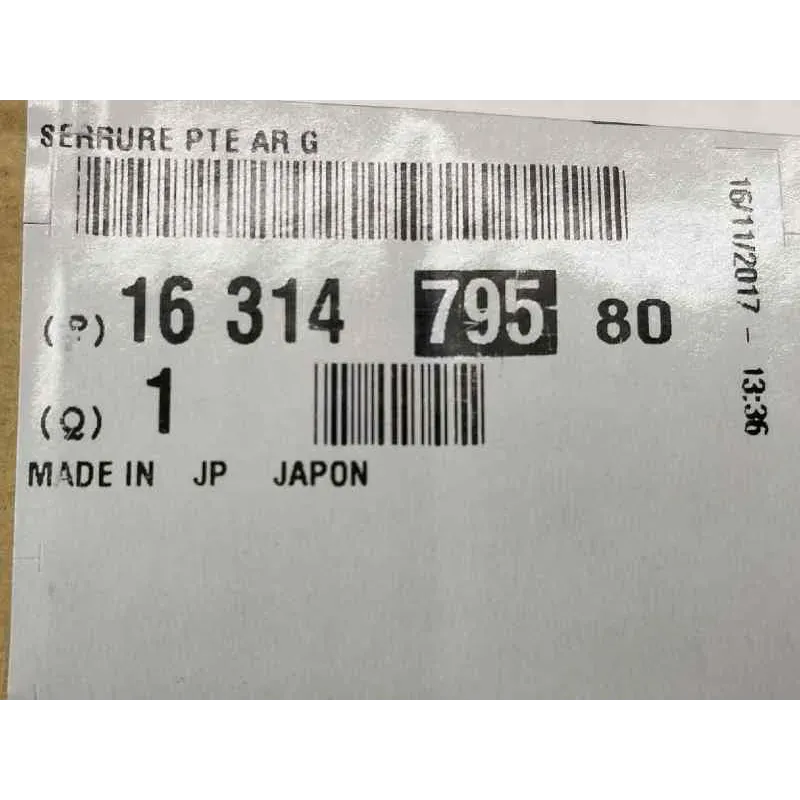 SERRURE PTE AR G
(P) 16 314 795 80
(Q) 1
MADE IN JP JAPON
16/11/2017 - 13:36